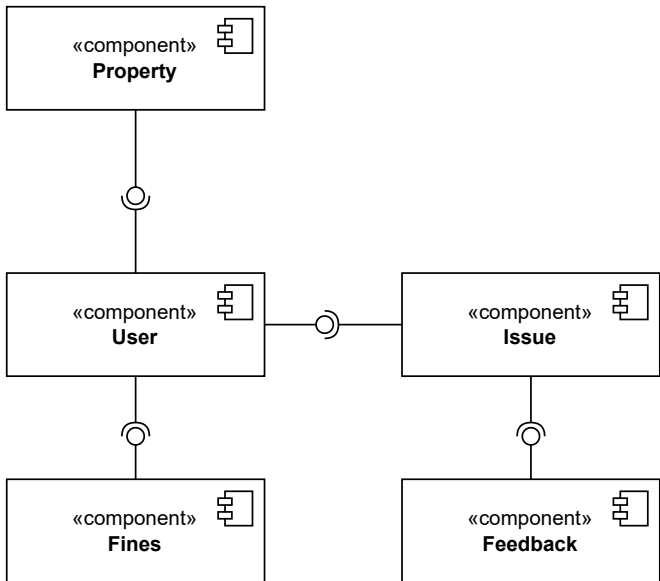 «component»
Property
«component»
User
«component»
Issue
«component»
Fines
«component»
Feedback